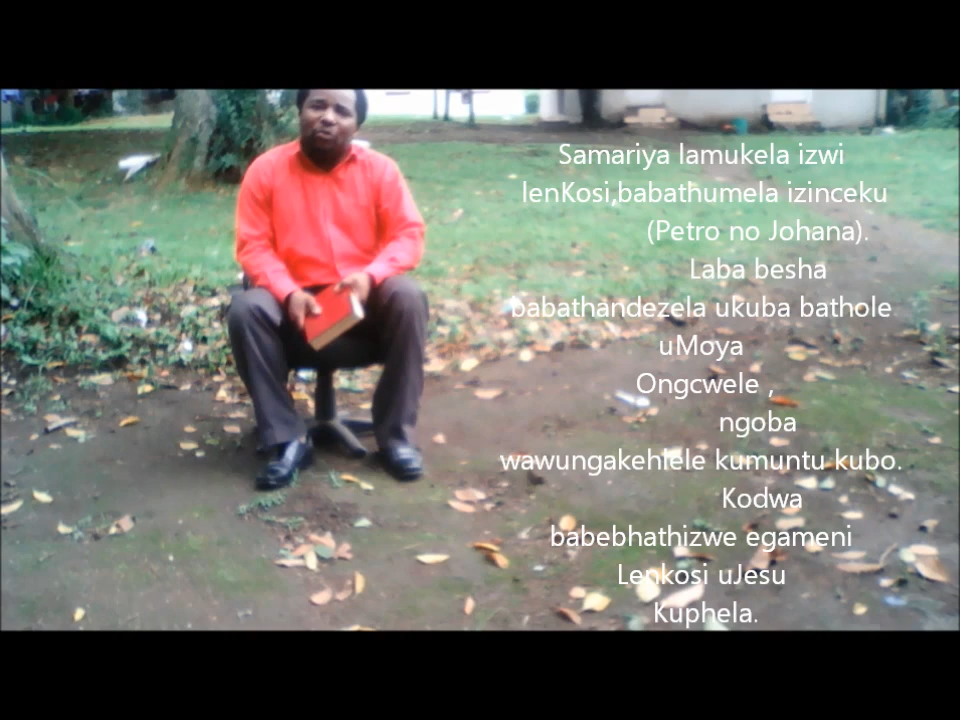 Samariya lamukela izwi
lenKosi,babathumela izinceku
(Petro no Johana).
Laba besha
babathandezela ukuba bathole
uMoya
Ongcwele ,
ngoba
wawungakehlele kumuntu kubo.
Kodwa
babebhathizwe egameni
Lenkosi uJesu
Kuphela.